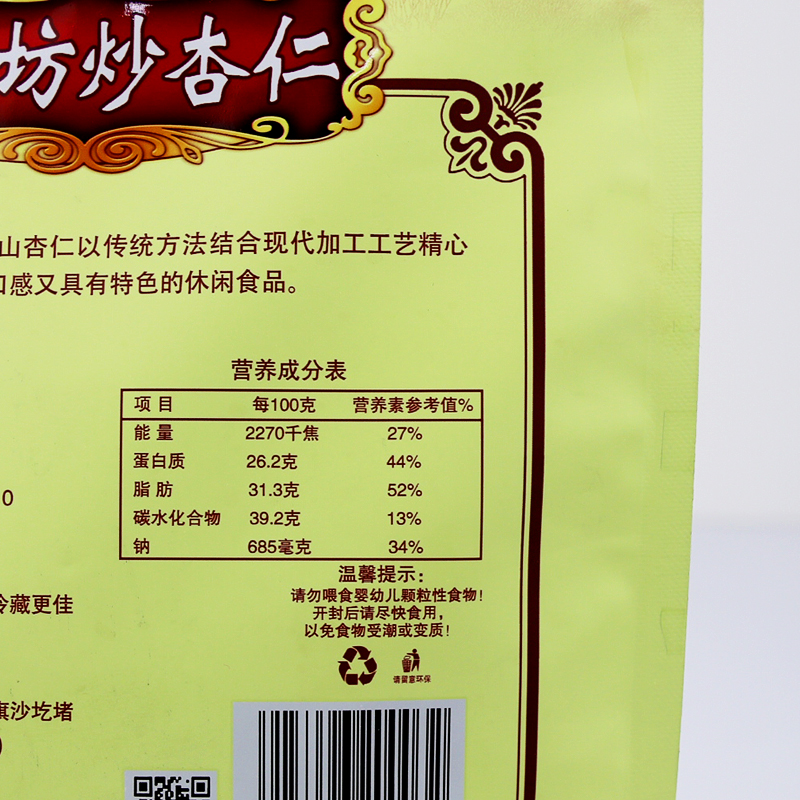 坊炒杏仁
山杏仁以传统方法结合现代加工工艺精心
口感又具有特色的休闲食品。
营养成分表
项 目 每100克 营养素参考值%
能 量 2270千焦 27%
蛋白质 26.2克 44%
脂 肪 31.3克 52%
碳水化合物 39.2克 13%
钠 685毫克 34%
0
温馨提示：
请勿喂食婴幼儿颗粒性食物！
开封后请尽快食用，
以免食物受潮或变质！
冷藏更佳
请留意环保
旗沙圪堵
)